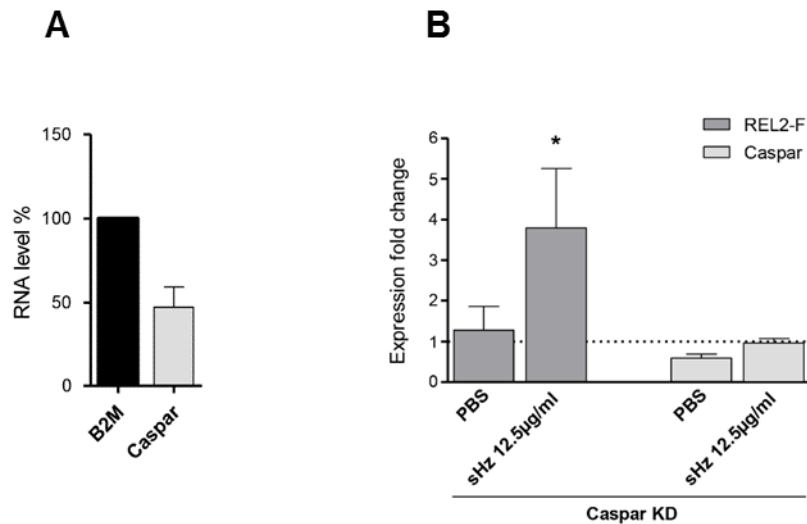 A
B
RNA level %
150
100
50
0
B2M
Caspar
Expression fold change
6
5
4
3
2
1
0
*
REL2-F
Caspar
PBS
sHz 12.5µg/ml
PBS
sHz 12.5µg/ml
Caspar KD